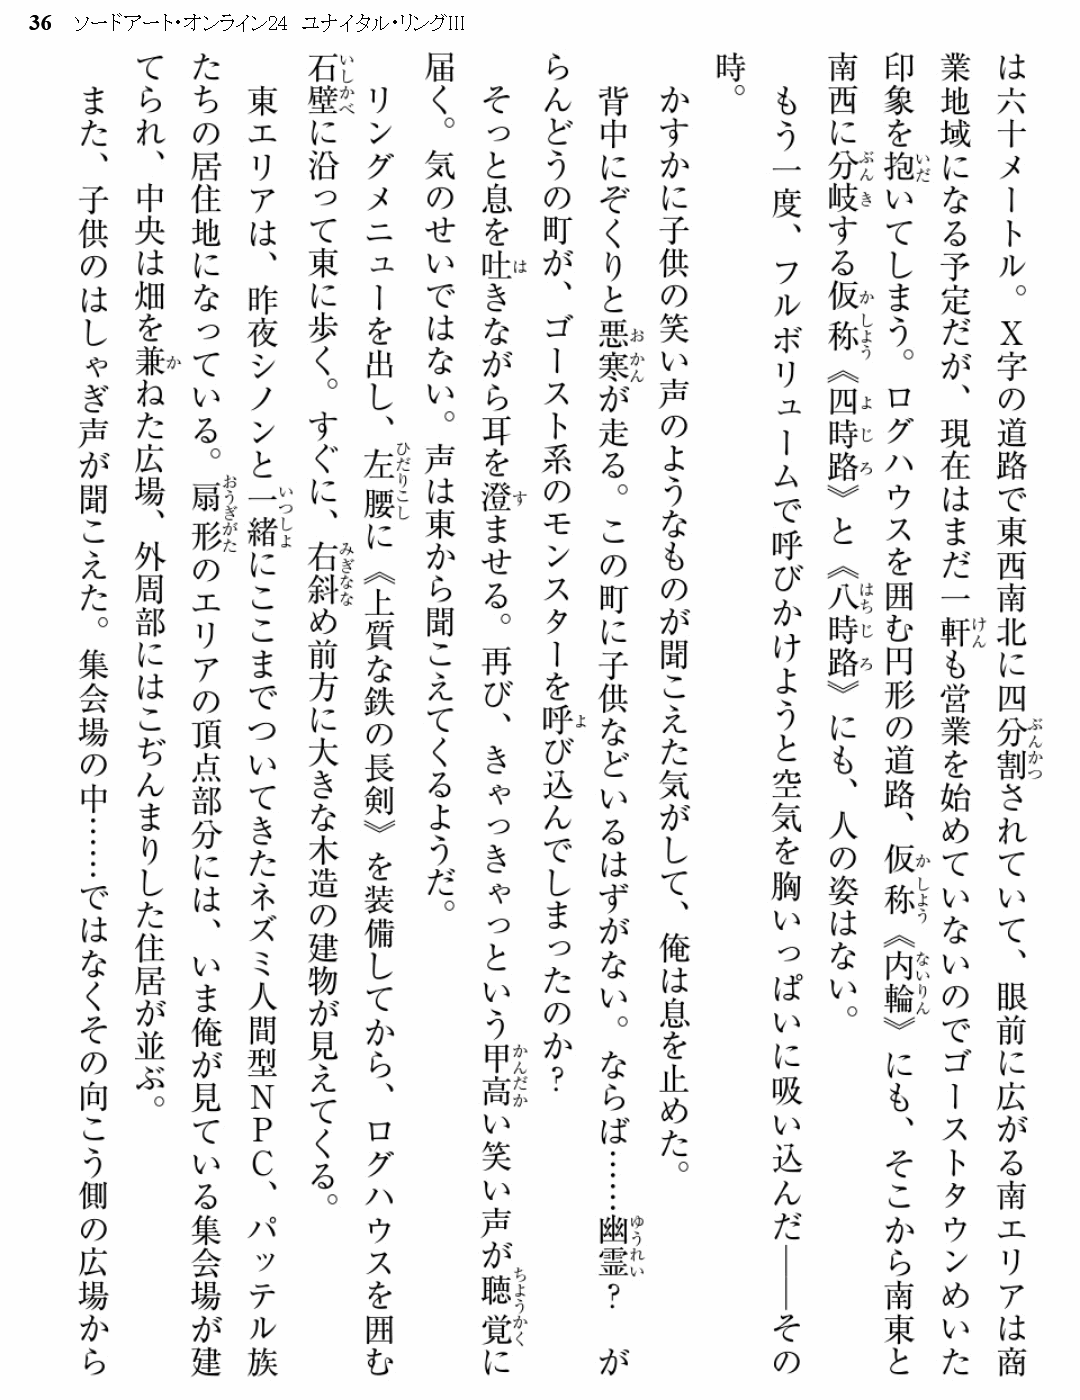 36 ソードアート・オンライン24 ユナイタル・リングIII
は六十メートル。X字の道路で東西南北に四分割されていて、眼前に広がる南エリアは商
業地域になる予定だが、現在はまだ一軒も営業を始めていないのでゴーストタウンめいた
印象を抱いてしまう。ログハウスを囲む円形の道路、仮称《内輪》にも、そこから南東と
南西に分岐する仮称《四時路》と《八時路》にも、人の姿はない。
もう一度、フルボリュームで呼びかけようと空気を胸いっぱいに吸い込んだ――その
時。
かすかに子供の笑い声のようなものが聞こえた気がして、俺は息を止めた。
背中にぞくりと悪寒が走る。この町に子供などいるはずがない。ならば……幽霊? が
らんどうの町が、ゴースト系のモンスターを呼び込んでしまったのか?
そっと息を吐きながら耳を澄ませる。再び、きゃっきゃっという甲高い笑い声が聴覚に
届く。気のせいではない。声は東から聞こえてくるようだ。
リングメニューを出し、左腰に《上質な鉄の長剣》を装備してから、ログハウスを囲む
石壁に沿って東に歩く。すぐに、右斜め前方に大きな木造の建物が見えてくる。
東エリアは、昨夜シノンと一緒にここまでついてきたネズミ人間型NPC、パッテル族
たちの居住地になっている。扇形のエリアの頂点部分には、いま俺が見ている集会場が建
てられ、中央は畑を兼ねた広場、外周部にはこぢんまりした住居が並ぶ。
また、子供のはしゃぎ声が聞こえた。集会場の中……ではなくその向こう側の広場から